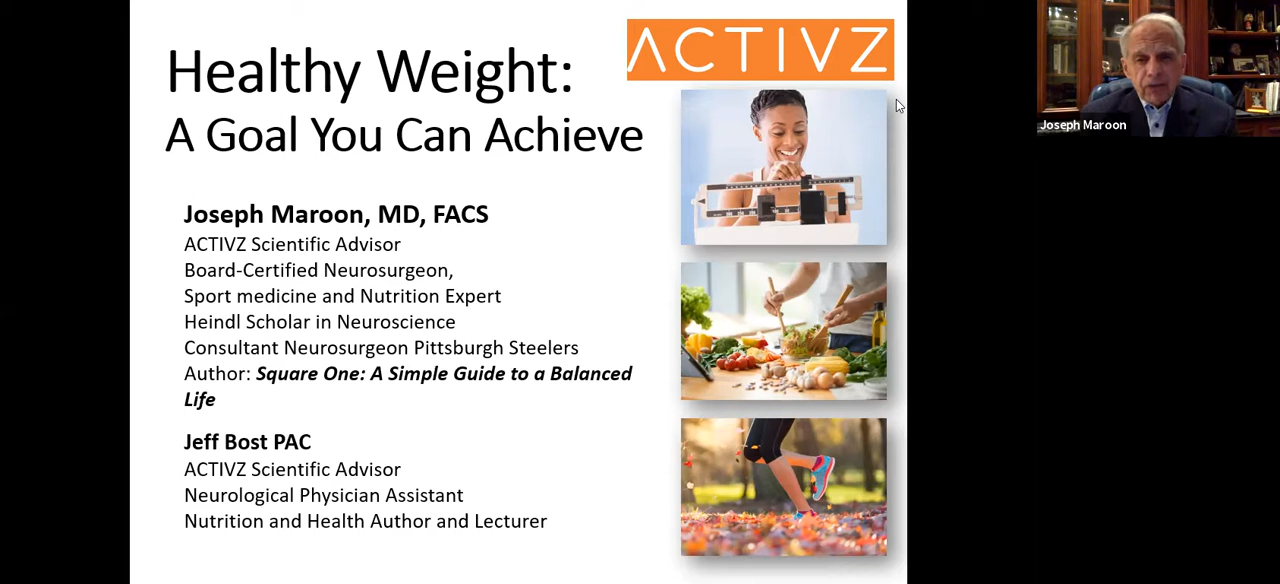 Healthy Weight:
A Goal You Can Achieve
ACTIVZ
Joseph Maroon, MD, FACS
ACTIVZ Scientific Advisor
Board-Certified Neurosurgeon,
Sport medicine and Nutrition Expert
Heindl Scholar in Neuroscience
Consultant Neurosurgeon Pittsburgh Steelers
Author: Square One: A Simple Guide to a Balanced
Life
Jeff Bost PAC
ACTIVZ Scientific Advisor
Neurological Physician Assistant
Nutrition and Health Author and Lecturer
Joseph Maroon